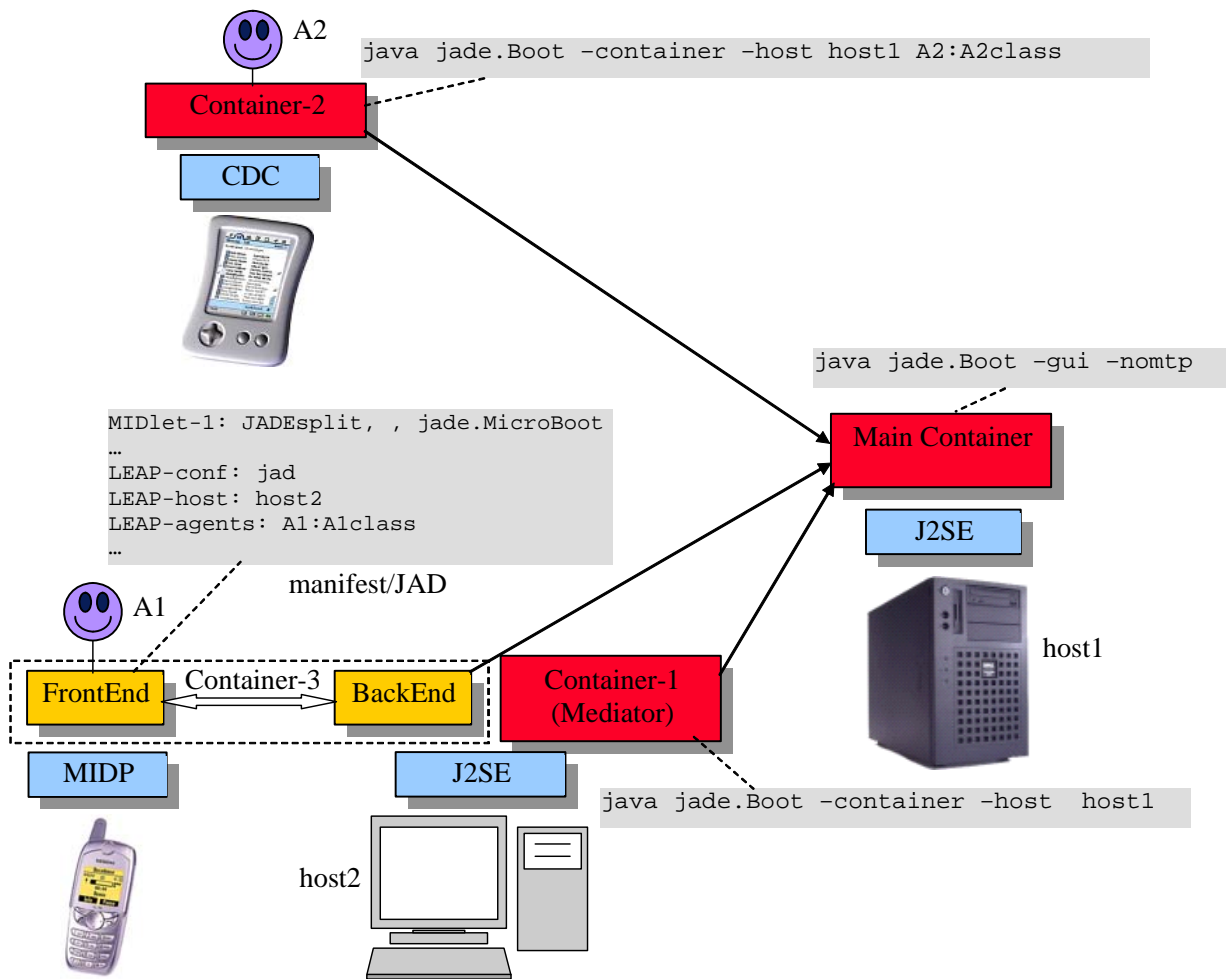 A2
java jade.Boot –container –host host1 A2:A2class
Container-2
CDC
java jade.Boot –gui –nomtp
MIDlet-1: JADEsplit, , jade.MicroBoot
…
LEAP-conf: jad
LEAP-host: host2
LEAP-agents: A1:A1class
…
manifest/JAD
Main Container
J2SE
host1
A1
FrontEnd
Container-3
BackEnd
Container-1
(Mediator)
MIDP
J2SE
java jade.Boot –container –host host1
host2